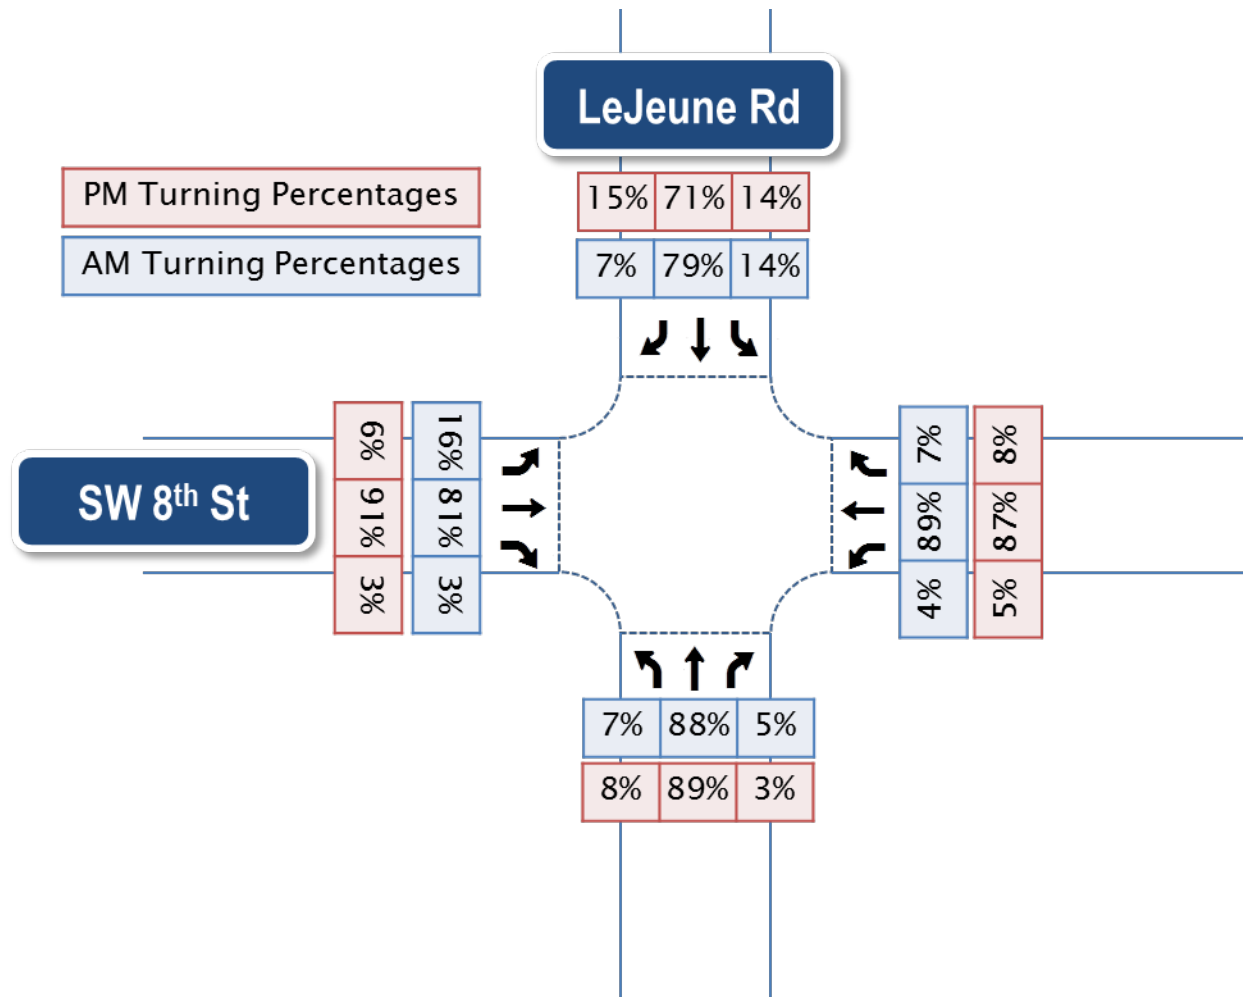 LeJeune Rd
PM Turning Percentages
15% 71% 14%
AM Turning Percentages
7% 79% 14%
SW 8th St
6% 91% 3%
16% 81% 3%
7% 89% 4%
8% 87% 5%
7% 88% 5%
8% 89% 3%